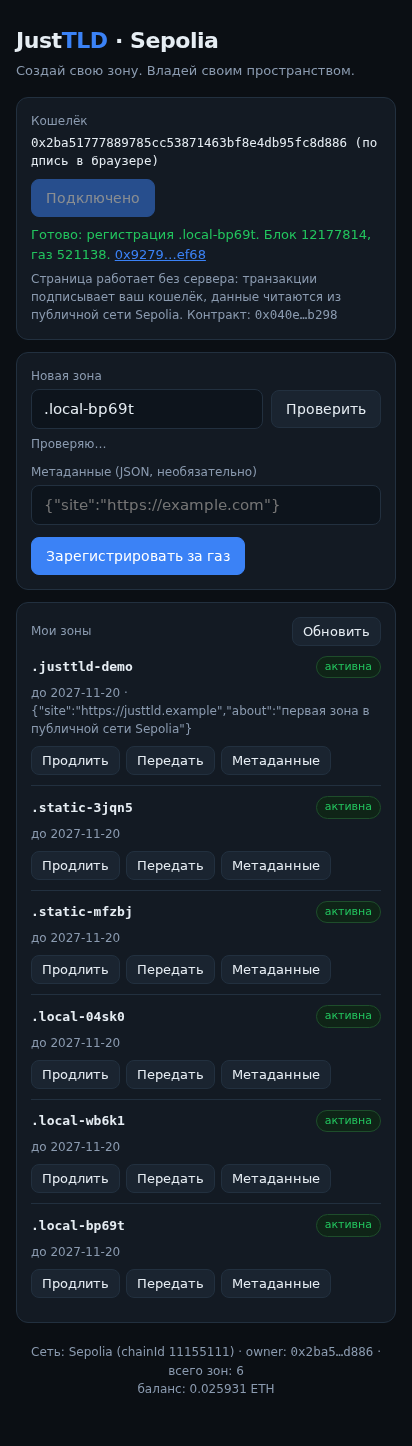 JustTLD · Sepolia
Создай свою зону. Владей своим пространством.
Кошелёк
0x2ba51777889785cc53871463bf8e4db95fc8d886 (по
дпись в браузере)
Подключено
Готово: регистрация .local-bp69t. Блок 12177814,
газ 521138. 0x9279…ef68
Страница работает без сервера: транзакции
подписывает ваш кошелёк, данные читаются из
публичной сети Sepolia. Контракт: 0x040e…b298
Новая зона
.local-bp69t
Проверить
Проверяю…
Метаданные (JSON, необязательно)
{"site":"https://example.com"}
Зарегистрировать за газ
Мои зоны
Обновить
.justtld-demo
активна
до 2027-11-20 ·
{"site":"https://justtld.example","about":"первая зона в
публичной сети Sepolia"}
Продлить Передать Метаданные
.static-3jqn5
активна
до 2027-11-20
Продлить Передать Метаданные
.static-mfzbj
активна
до 2027-11-20
Продлить Передать Метаданные
.local-04sk0
активна
до 2027-11-20
Продлить Передать Метаданные
.local-wb6k1
активна
до 2027-11-20
Продлить Передать Метаданные
.local-bp69t
активна
до 2027-11-20
Продлить Передать Метаданные
Сеть: Sepolia (chainId 11155111) · owner: 0x2ba5…d886 ·
всего зон: 6
баланс: 0.025931 ETH